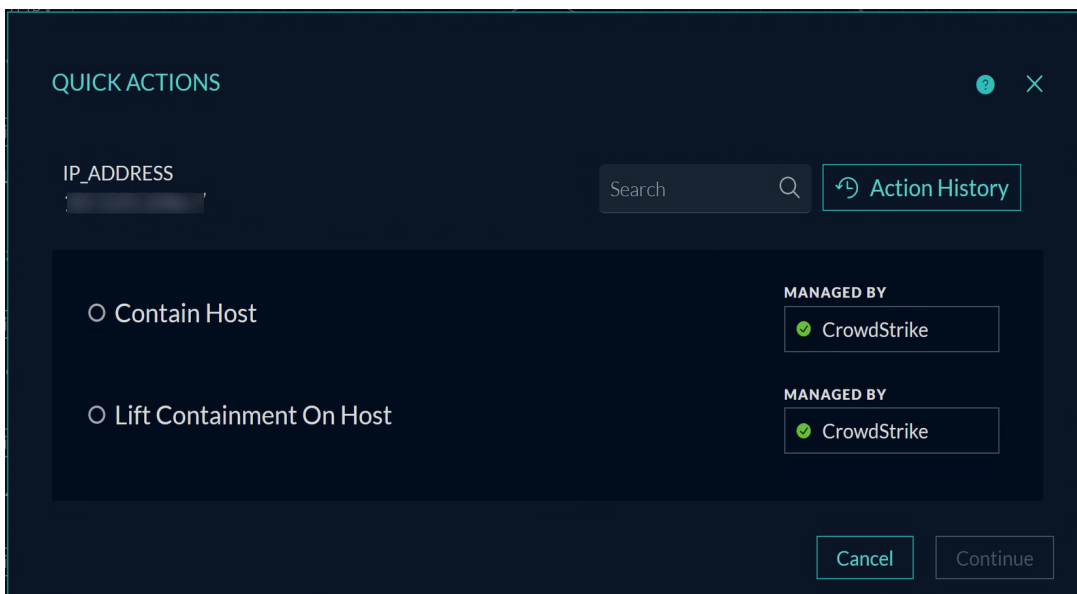 QUICK ACTIONS
?
IP_ADDRESS
Search
Action History
Contain Host
MANAGED BY
CrowdStrike
Lift Containment On Host
MANAGED BY
CrowdStrike
Cancel
Continue